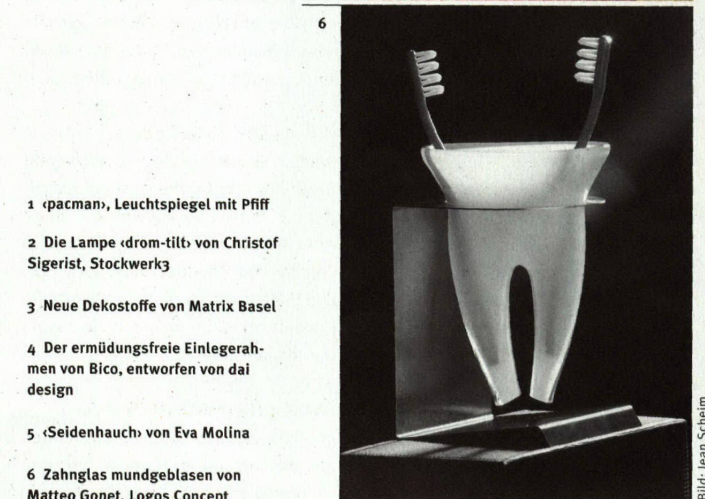 6
1 ‹pacman›, Leuchtspiegel mit Pfiff
2 Die Lampe ‹drom-tilt› von Christof
Sigerist, Stockwerk3
3 Neue Dekostoffe von Matrix Basel
4 Der ermüdungsfreie Einlegerah-
men von Bico, entworfen von dai
design
5 ‹Seidenhauch› von Eva Molina
6 Zahnglas mundgeblasen von
Matteo Gonet, Logos Concept
Bild: Jean Scheim